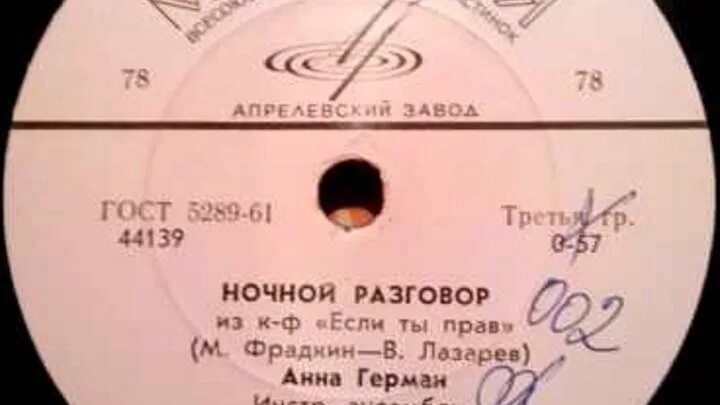 78
78
АПРЕЛЕВСКИЙ ЗАВОД
ГОСТ 5289-61
Третья гр.
44139
0-57
НОЧНОЙ РАЗГОВОР
002
из к-ф «Если ты прав»
(М. Фрадкин—В. Лазарев)
Анна Герман